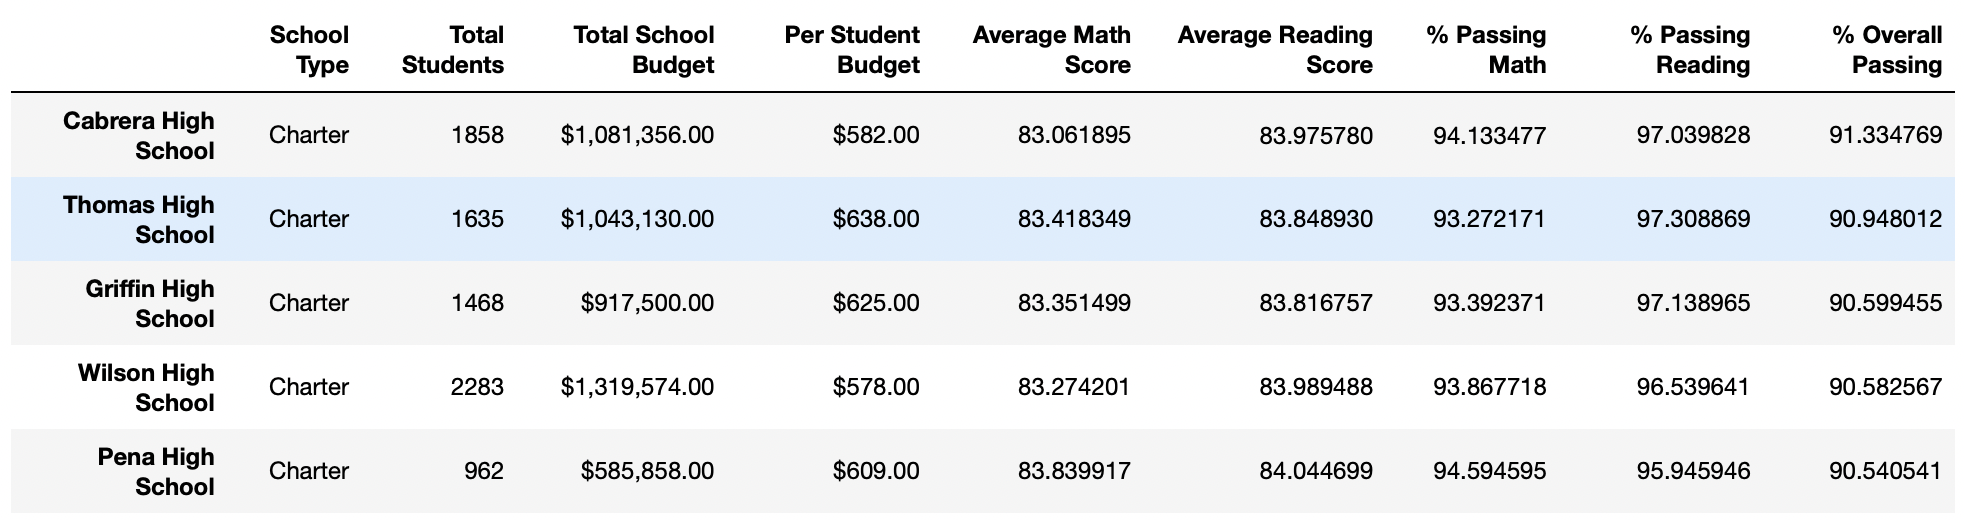 School Type Total Students Total School Budget Per Student Budget Average Math Score Average Reading Score % Passing Math % Passing Reading % Overall Passing
Cabrera High School Charter 1858 $1,081,356.00 $582.00 83.061895 83.975780 94.133477 97.039828 91.334769
Thomas High School Charter 1635 $1,043,130.00 $638.00 83.418349 83.848930 93.272171 97.308869 90.948012
Griffin High School Charter 1468 $917,500.00 $625.00 83.351499 83.816757 93.392371 97.138965 90.599455
Wilson High School Charter 2283 $1,319,574.00 $578.00 83.274201 83.989488 93.867718 96.539641 90.582567
Pena High School Charter 962 $585,858.00 $609.00 83.839917 84.044699 94.594595 95.945946 90.540541